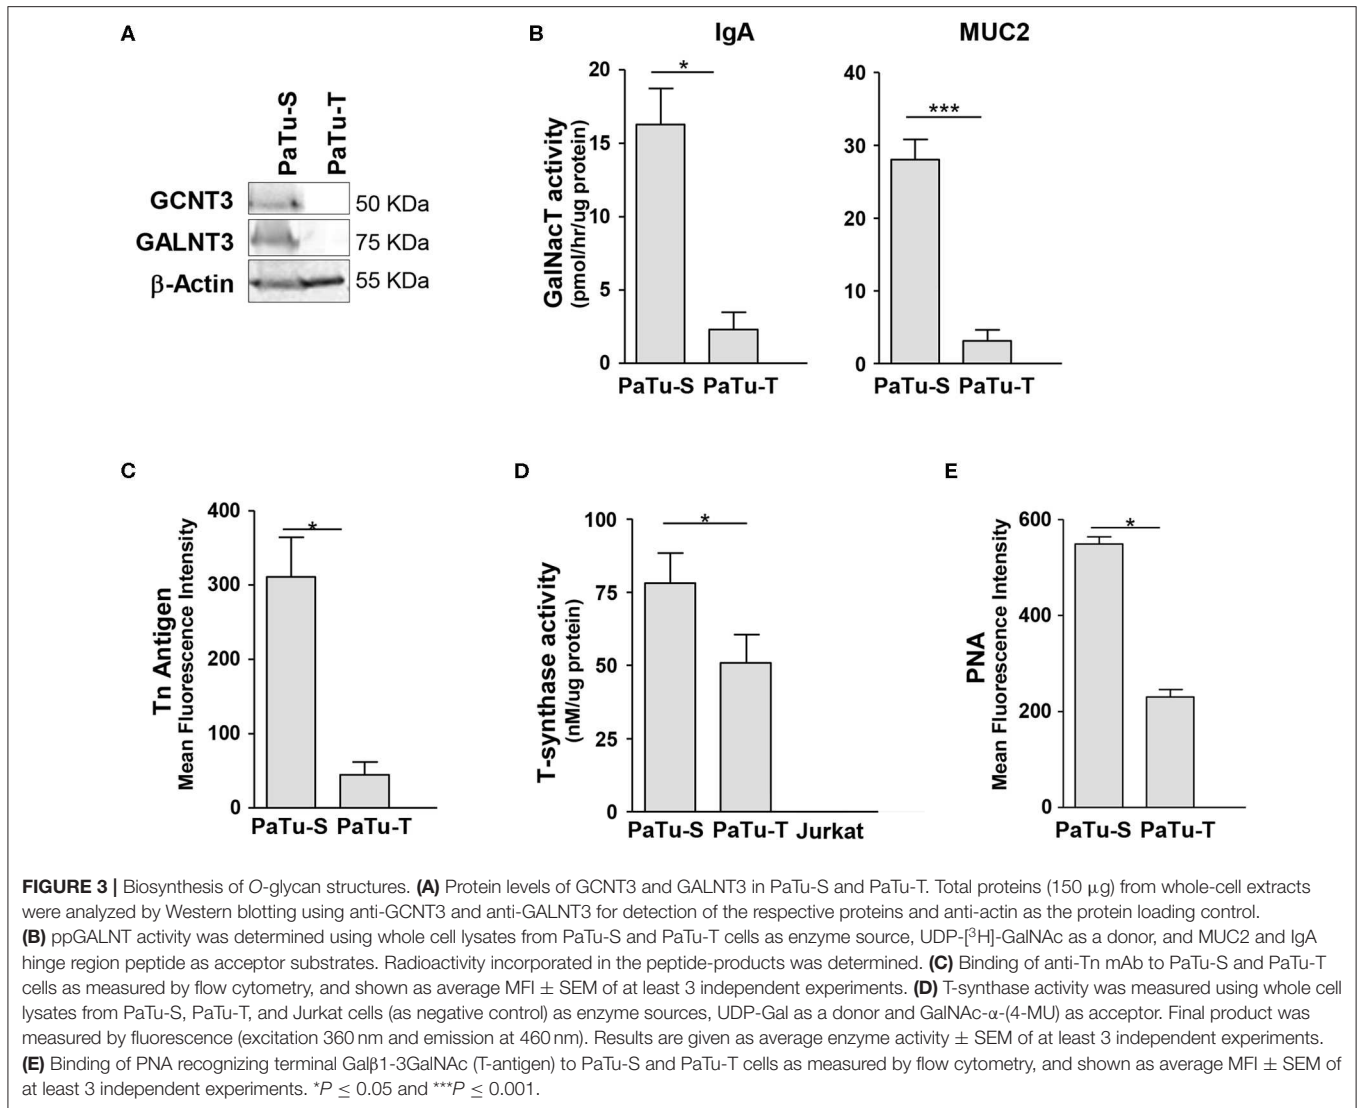 A
PaTu-S
PaTu-T
GCNT3
50 KDa
GALNT3
75 KDa
β-Actin
55 KDa
B
IgA
MUC2
GalNacT activity
(pmol/hr/ug protein)
20
15
10
5
0
*
PaTu-S PaTu-T
40
30
20
10
0
***
PaTu-S PaTu-T
C
Tn Antigen
Mean Fluorescence Intensity
400
300
200
100
0
*
PaTu-S PaTu-T
D
T-synthase activity
(nM/ug protein)
100
75
50
25
0
*
PaTu-S PaTu-T Jurkat
E
PNA
Mean Fluorescence Intensity
600
400
200
0
*
PaTu-S PaTu-T
FIGURE 3 | Biosynthesis of O-glycan structures. (A) Protein levels of GCNT3 and GALNT3 in PaTu-S and PaTu-T. Total proteins (150 μg) from whole-cell extracts
were analyzed by Western blotting using anti-GCNT3 and anti-GALNT3 for detection of the respective proteins and anti-actin as the protein loading control.
(B) ppGALNT activity was determined using whole cell lysates from PaTu-S and PaTu-T cells as enzyme source, UDP-[³H]-GalNAc as a donor, and MUC2 and IgA
hinge region peptide as acceptor substrates. Radioactivity incorporated in the peptide-products was determined. (C) Binding of anti-Tn mAb to PaTu-S and PaTu-T
cells as measured by flow cytometry, and shown as average MFI ± SEM of at least 3 independent experiments. (D) T-synthase activity was measured using whole cell
lysates from PaTu-S, PaTu-T, and Jurkat cells (as negative control) as enzyme sources, UDP-Gal as a donor and GalNAc-α-(4-MU) as acceptor. Final product was
measured by fluorescence (excitation 360 nm and emission at 460 nm). Results are given as average enzyme activity ± SEM of at least 3 independent experiments.
(E) Binding of PNA recognizing terminal Galβ1-3GalNAc (T-antigen) to PaTu-S and PaTu-T cells as measured by flow cytometry, and shown as average MFI ± SEM of
at least 3 independent experiments. *P ≤ 0.05 and ***P ≤ 0.001.